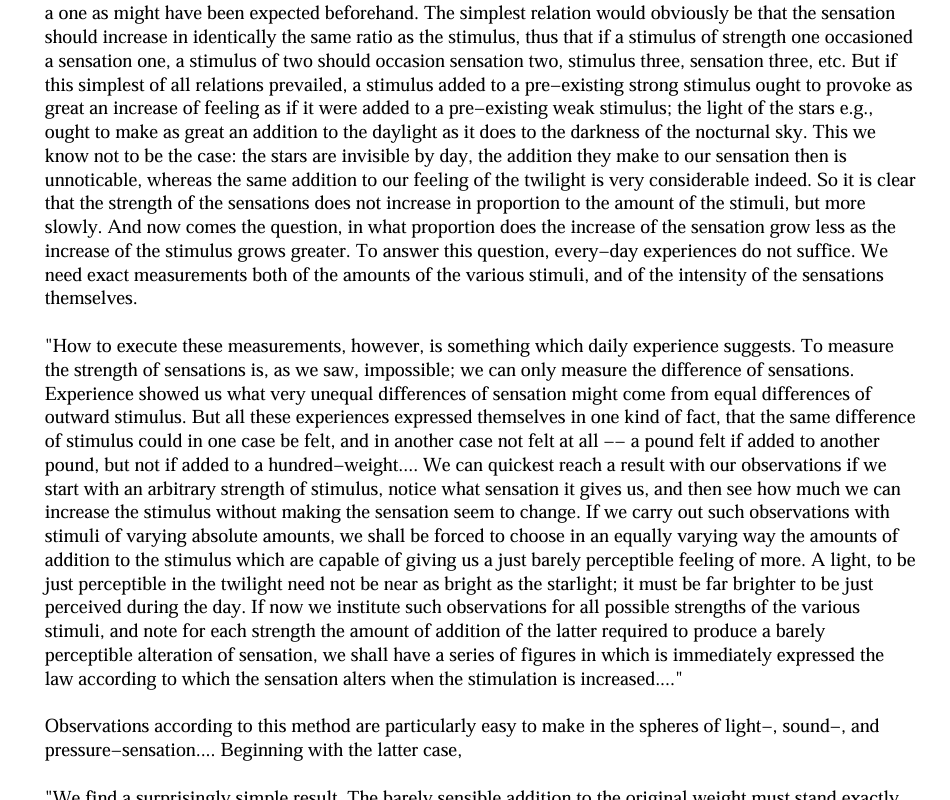 a one as might have been expected beforehand. The simplest relation would obviously be that the sensation
should increase in identically the same ratio as the stimulus, thus that if a stimulus of strength one occasioned
a sensation one, a stimulus of two should occasion sensation two, stimulus three, sensation three, etc. But if
this simplest of all relations prevailed, a stimulus added to a pre−existing strong stimulus ought to provoke as
great an increase of feeling as if it were added to a pre−existing weak stimulus; the light of the stars e.g.,
ought to make as great an addition to the daylight as it does to the darkness of the nocturnal sky. This we
know not to be the case: the stars are invisible by day, the addition they make to our sensation then is
unnoticable, whereas the same addition to our feeling of the twilight is very considerable indeed. So it is clear
that the strength of the sensations does not increase in proportion to the amount of the stimuli, but more
slowly. And now comes the question, in what proportion does the increase of the sensation grow less as the
increase of the stimulus grows greater. To answer this question, every−day experiences do not suffice. We
need exact measurements both of the amounts of the various stimuli, and of the intensity of the sensations
themselves.
"How to execute these measurements, however, is something which daily experience suggests. To measure
the strength of sensations is, as we saw, impossible; we can only measure the difference of sensations.
Experience showed us what very unequal differences of sensation might come from equal differences of
outward stimulus. But all these experiences expressed themselves in one kind of fact, that the same difference
of stimulus could in one case be felt, and in another case not felt at all −− a pound felt if added to another
pound, but not if added to a hundred−weight.... We can quickest reach a result with our observations if we
start with an arbitrary strength of stimulus, notice what sensation it gives us, and then see how much we can
increase the stimulus without making the sensation seem to change. If we carry out such observations with
stimuli of varying absolute amounts, we shall be forced to choose in an equally varying way the amounts of
addition to the stimulus which are capable of giving us a just barely perceptible feeling of more. A light, to be
just perceptible in the twilight need not be near as bright as the starlight; it must be far brighter to be just
perceived during the day. If now we institute such observations for all possible strengths of the various
stimuli, and note for each strength the amount of addition of the latter required to produce a barely
perceptible alteration of sensation, we shall have a series of figures in which is immediately expressed the
law according to which the sensation alters when the stimulation is increased...."
Observations according to this method are particularly easy to make in the spheres of light−, sound−, and
pressure−sensation.... Beginning with the latter case,
"We find a surprisingly simple result. The barely sensible addition to the original weight must stand exactly